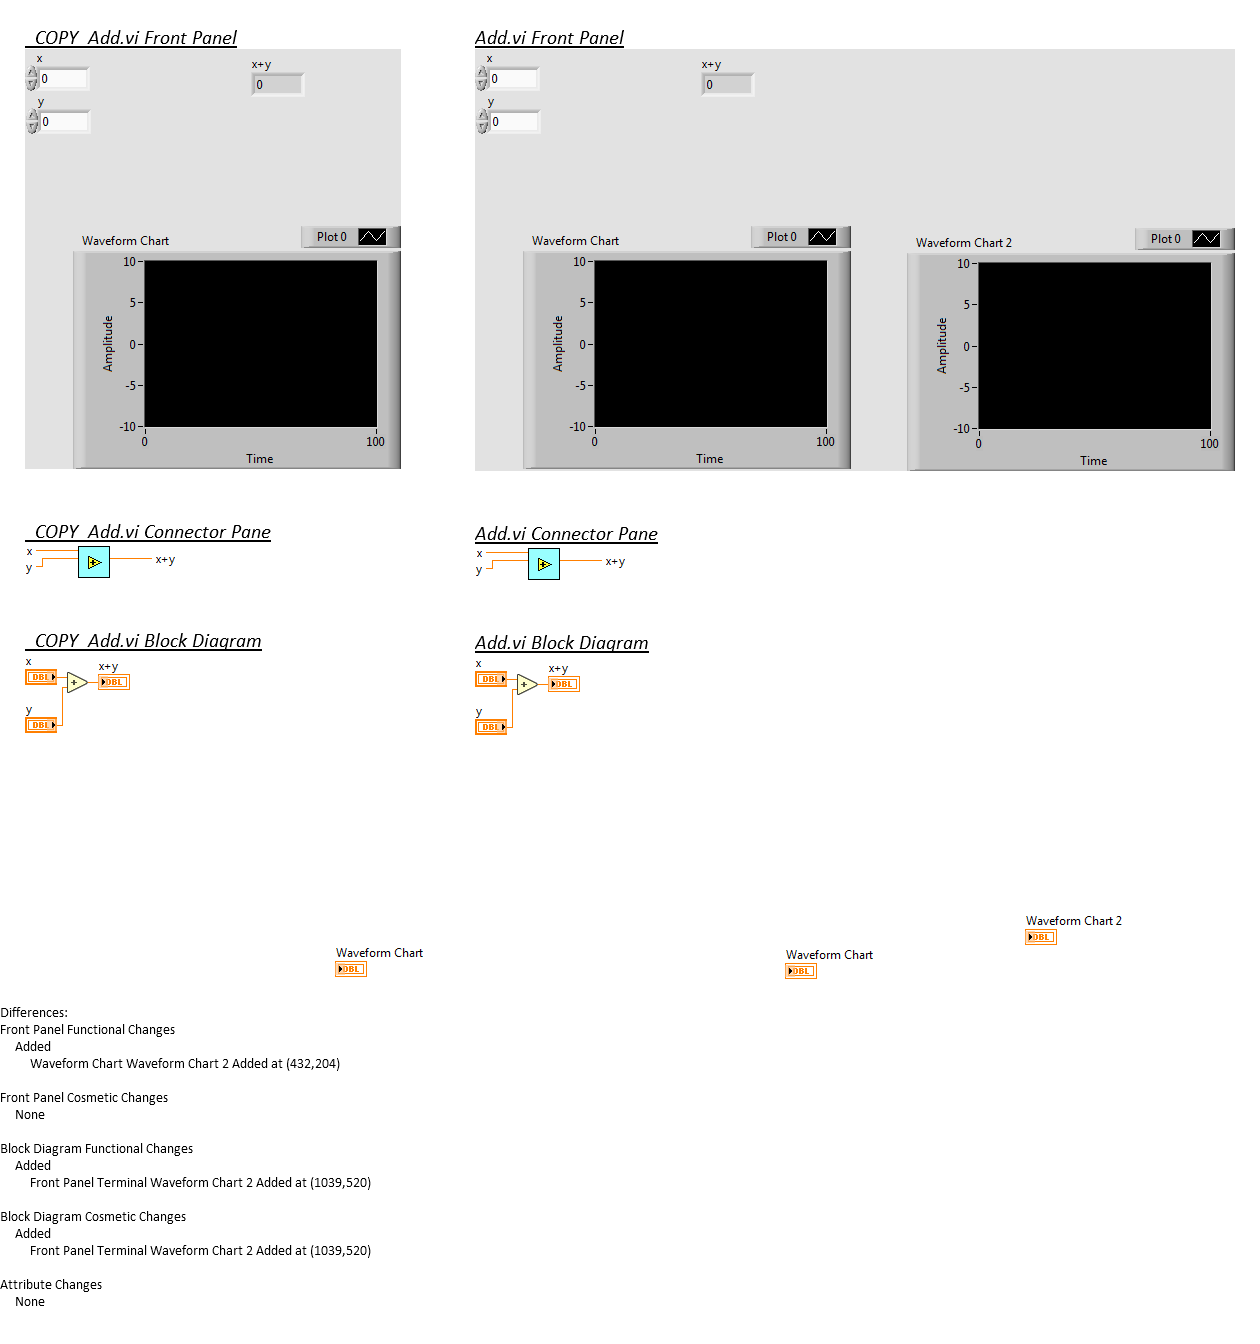 _COPY_Add.vi Front Panel
x
0
y
0
x+y
0
Waveform Chart
Plot 0
10
5
0
-5
-10
0
100
Amplitude
Time
Add.vi Front Panel
x
0
y
0
x+y
0
Waveform Chart
Plot 0
10
5
0
-5
-10
0
100
Amplitude
Time
Waveform Chart 2
Plot 0
10
5
0
-5
-10
0
100
Amplitude
Time
_COPY_Add.vi Connector Pane
x
y
x+y
Add.vi Connector Pane
x
y
x+y
_COPY_Add.vi Block Diagram
x
DBL
y
DBL
+
x+y
DBL
Waveform Chart
DBL
Add.vi Block Diagram
x
DBL
y
DBL
+
x+y
DBL
Waveform Chart
DBL
Waveform Chart 2
DBL
Differences:
Front Panel Functional Changes
Added
Waveform Chart Waveform Chart 2 Added at (432,204)
Front Panel Cosmetic Changes
None
Block Diagram Functional Changes
Added
Front Panel Terminal Waveform Chart 2 Added at (1039,520)
Block Diagram Cosmetic Changes
Added
Front Panel Terminal Waveform Chart 2 Added at (1039,520)
Attribute Changes
None